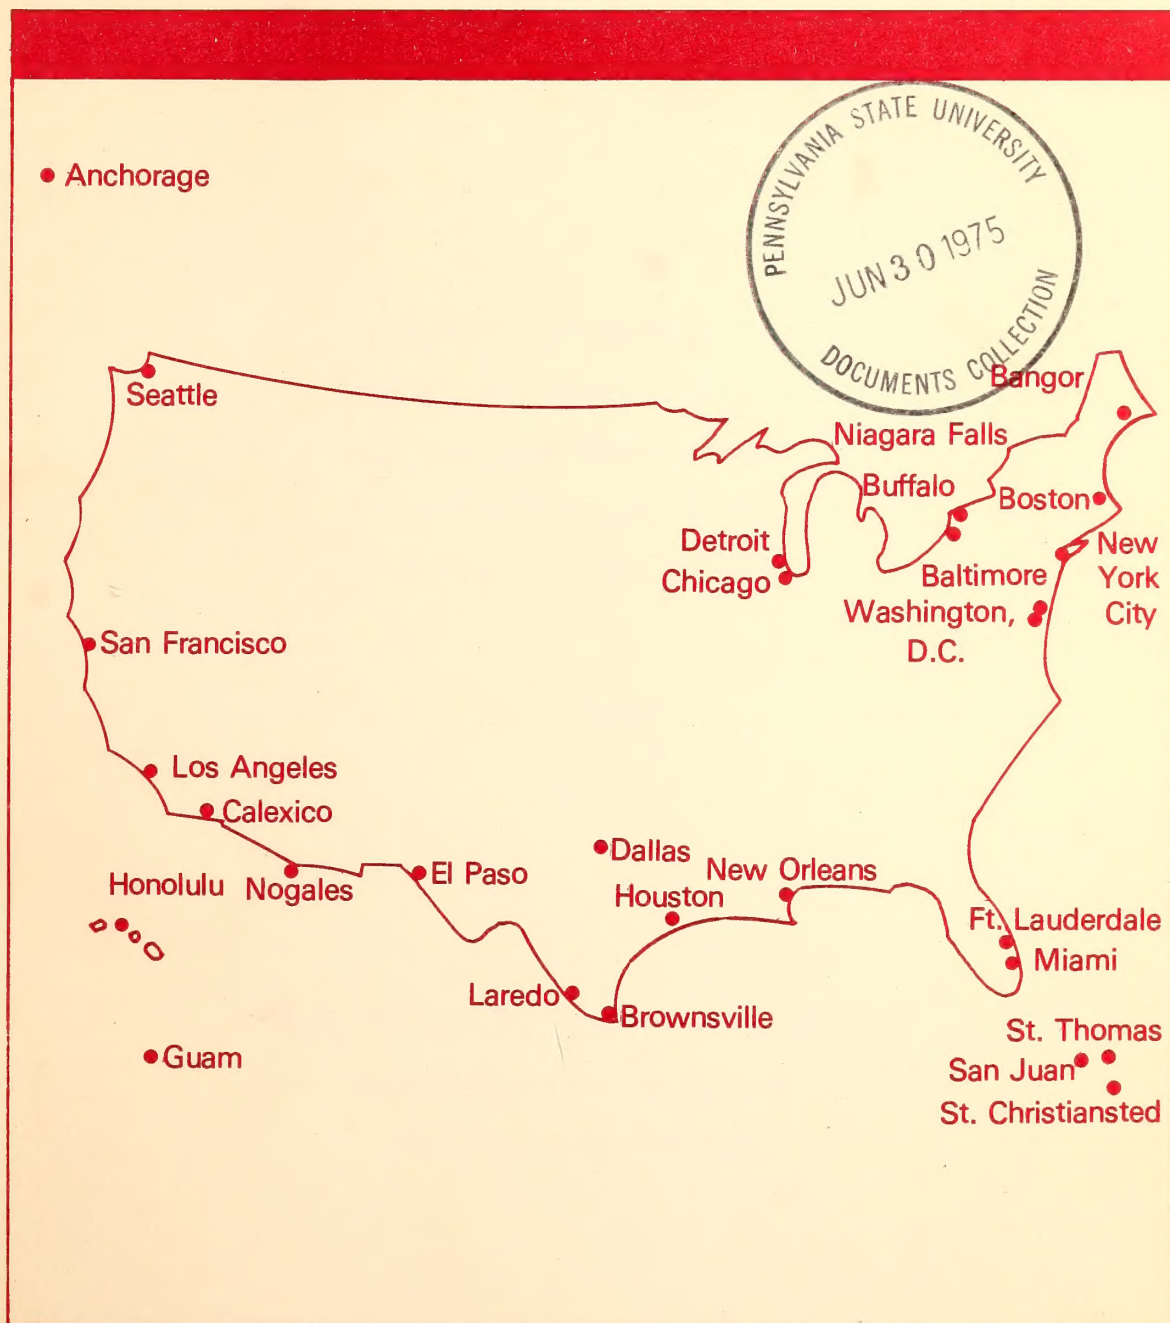 PENNSYLVANIA STATE UNIVERSITY
JUN 30 1975
DOCUMENTS COLLECTION
Anchorage
Seattle
Bangor
Niagara Falls
Buffalo
Boston
Detroit
Chicago
New
York
City
Baltimore
Washington,
D.C.
San Francisco
Los Angeles
Calexico
Honolulu
Nogales
El Paso
Dallas
Houston
New Orleans
Ft. Lauderdale
Miami
Laredo
Brownsville
Guam
St. Thomas
San Juan
St. Christiansted